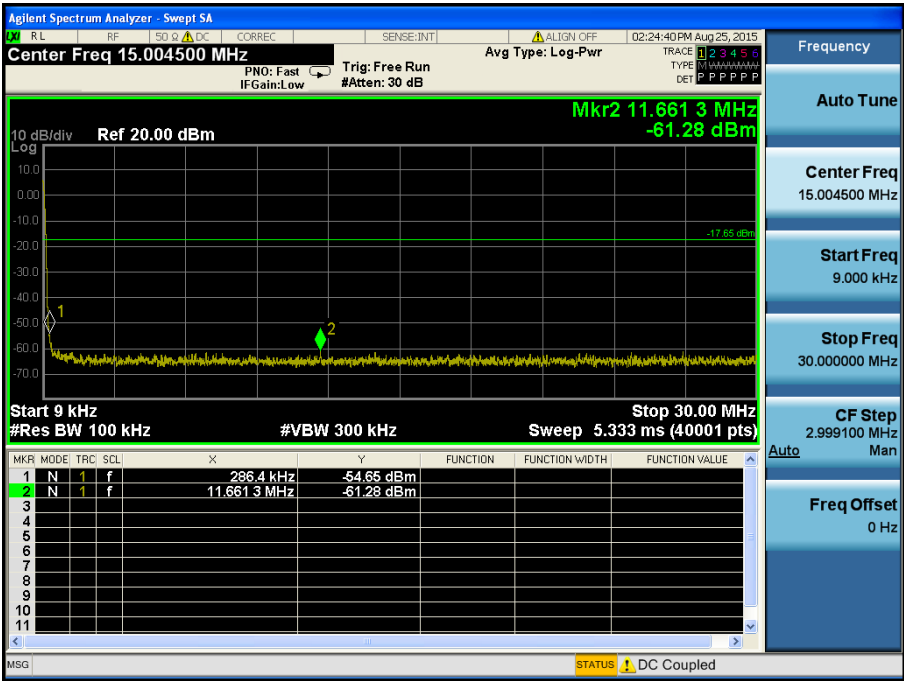 Agilent Spectrum Analyzer - Swept SA
LXI RL RF 50 Ω DC CORREC SENSE:INT ALIGN OFF 02:24:40 PM Aug 25, 2015
Center Freq 15.004500 MHz
PNO: Fast
IFGain:Low
Trig: Free Run
#Atten: 30 dB
Avg Type: Log-Pwr
TRACE 1 2 3 4 5 6
TYPE M
DET P P P P P P
Mkr2 11.661 3 MHz
-61.28 dBm
10 dB/div Ref 20.00 dBm
Log
10.0
0.00
-10.0
-17.65 dBm
-20.0
-30.0
-40.0
-50.0
-60.0
-70.0
1
2
Start 9 kHz Stop 30.00 MHz
#Res BW 100 kHz #VBW 300 kHz Sweep 5.333 ms (40001 pts)
MKR MODE TRC SCL X Y FUNCTION FUNCTION WIDTH FUNCTION VALUE
1 N 1 f 286.4 kHz -54.65 dBm
2 N 1 f 11.661 3 MHz -61.28 dBm
3
4
5
6
7
8
9
10
11
MSG STATUS DC Coupled
Frequency
Auto Tune
Center Freq
15.004500 MHz
Start Freq
9.000 kHz
Stop Freq
30.000000 MHz
CF Step
2.999100 MHz
Auto Man
Freq Offset
0 Hz